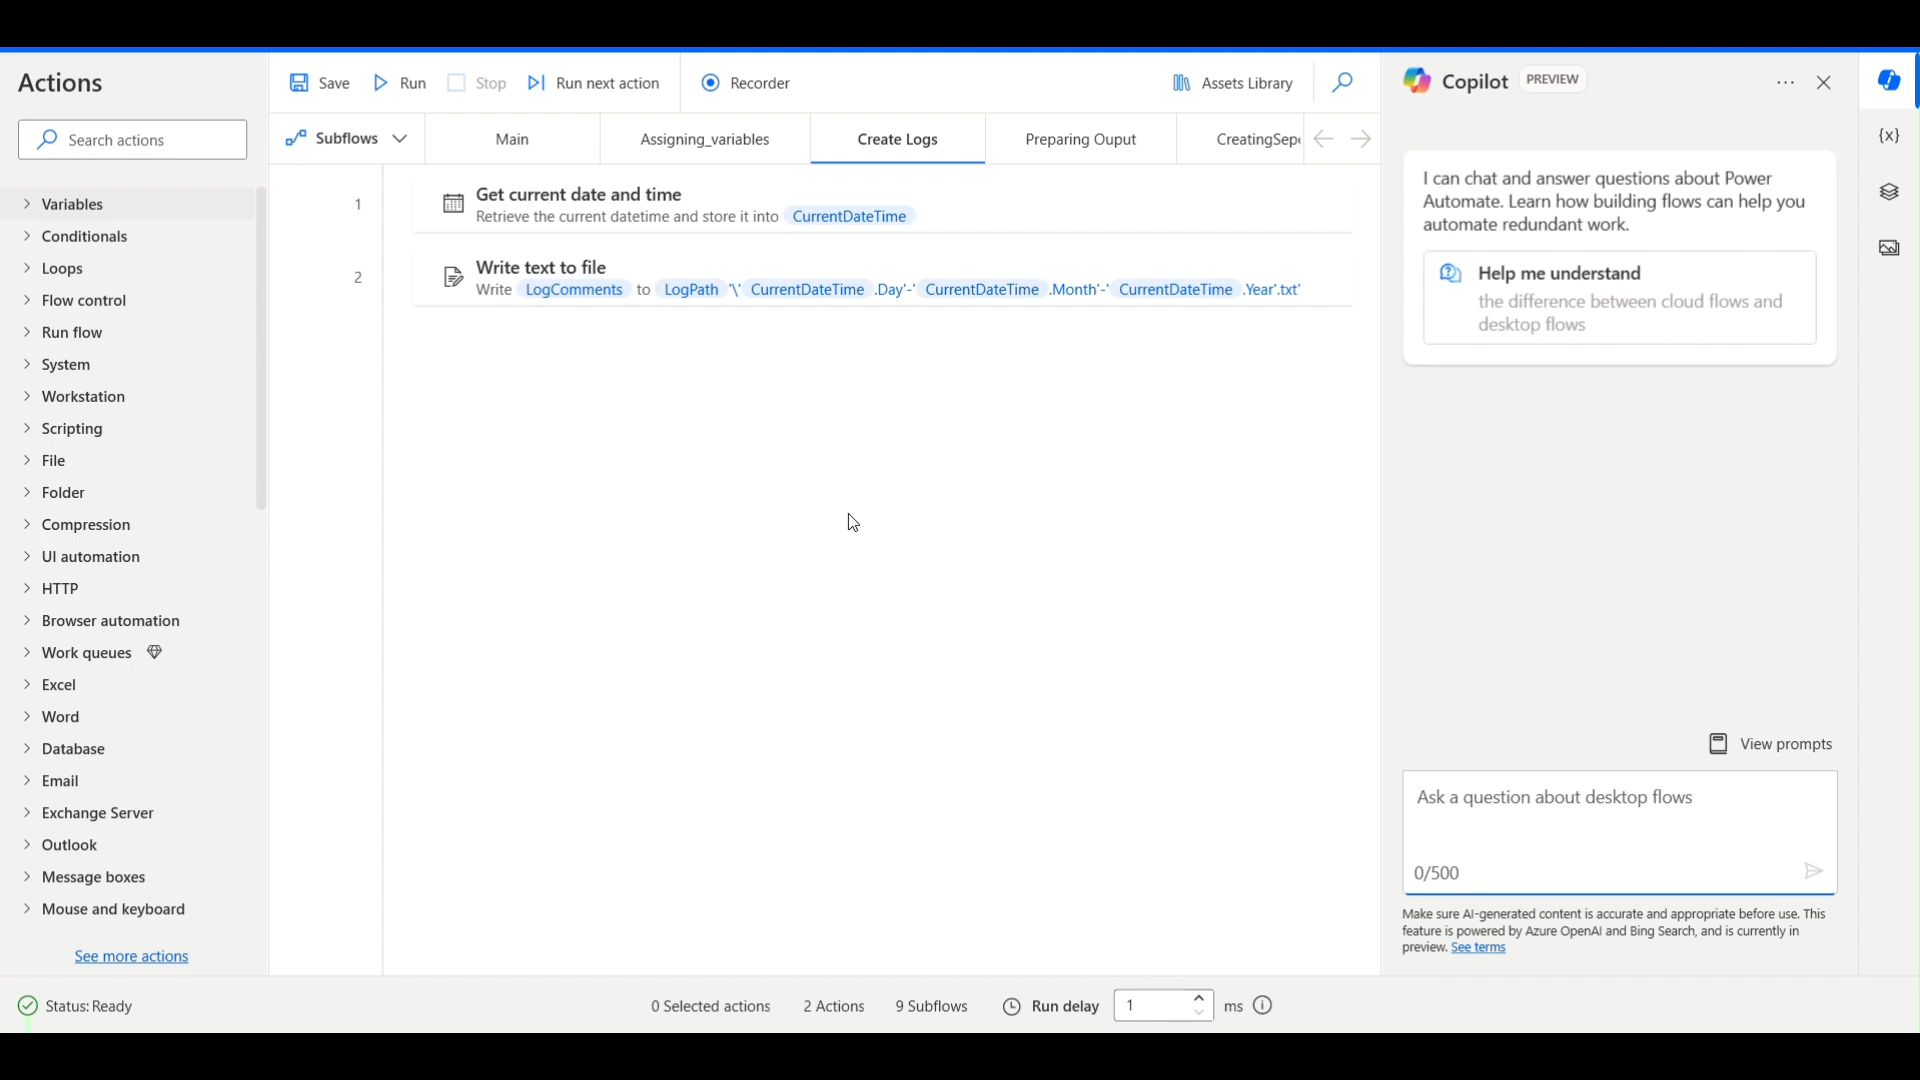 Actions
Search actions
Variables
Conditionals
Loops
Flow control
Run flow
System
Workstation
Scripting
File
Folder
Compression
UI automation
HTTP
Browser automation
Work queues
Excel
Word
Database
Email
Exchange Server
Outlook
Message boxes
Mouse and keyboard
See more actions
Save Run Stop Run next action Recorder Assets Library
Subflows Main Assigning_variables Create Logs Preparing Ouput CreatingSep
1 Get current date and time
Retrieve the current datetime and store it into CurrentDateTime
2 Write text to file
Write LogComments to LogPath '\' CurrentDateTime .Day'-' CurrentDateTime .Month'-' CurrentDateTime .Year'.txt'
Copilot PREVIEW
{x}
I can chat and answer questions about Power
Automate. Learn how building flows can help you
automate redundant work.
Help me understand
the difference between cloud flows and
desktop flows
View prompts
Ask a question about desktop flows
0/500
Make sure AI-generated content is accurate and appropriate before use. This
feature is powered by Azure OpenAI and Bing Search, and is currently in
preview. See terms
Status: Ready 0 Selected actions 2 Actions 9 Subflows Run delay 1 ms